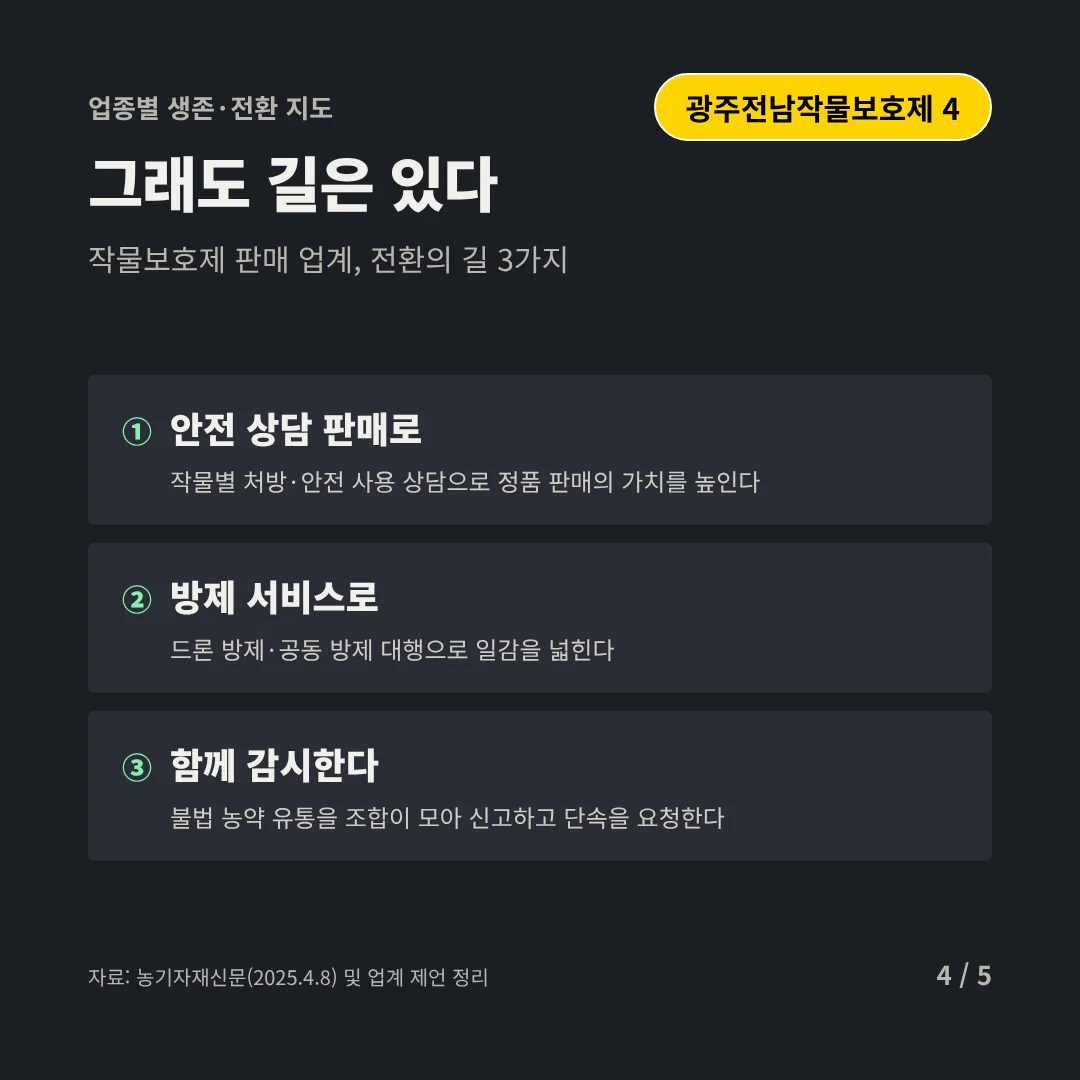 업종별 생존·전환 지도
광주전남작물보호제 4
그래도 길은 있다
작물보호제 판매 업계, 전환의 길 3가지
① 안전 상담 판매로
작물별 처방·안전 사용 상담으로 정품 판매의 가치를 높인다
② 방제 서비스로
드론 방제·공동 방제 대행으로 일감을 넓힌다
③ 함께 감시한다
불법 농약 유통을 조합이 모아 신고하고 단속을 요청한다
자료: 농기자재신문(2025.4.8) 및 업계 제언 정리
4 / 5